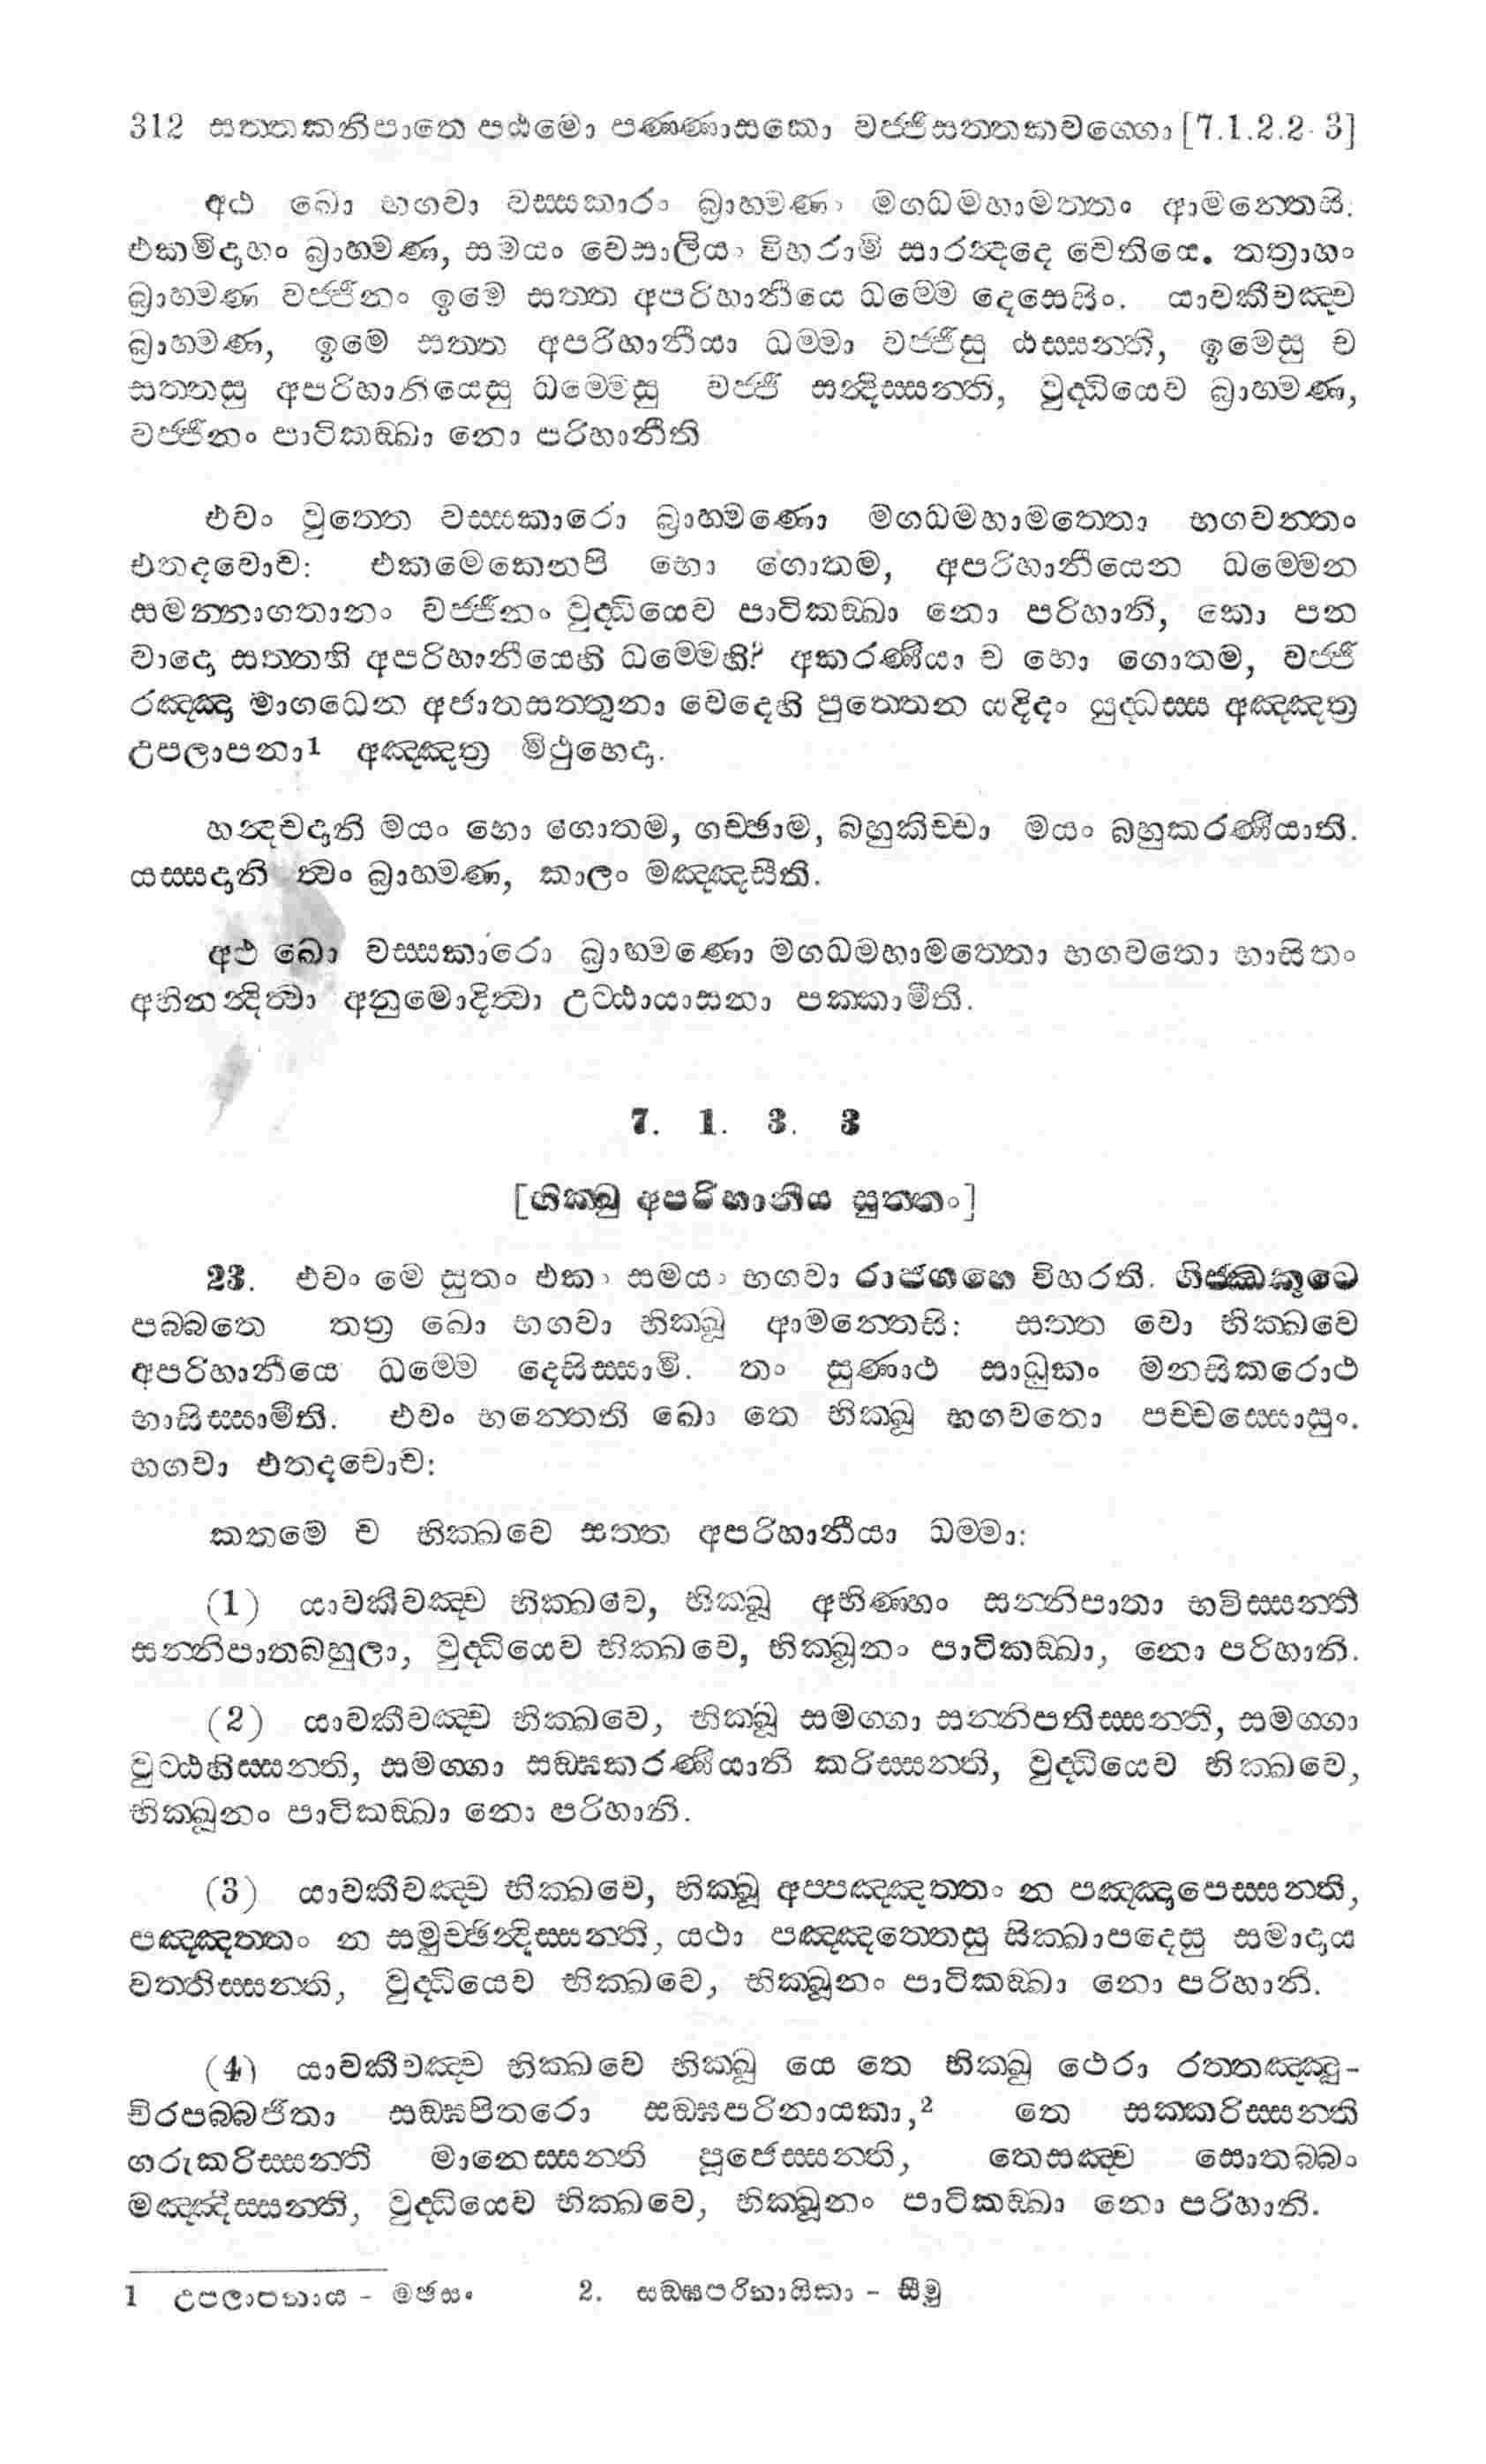 312 සත්තකනිපාතෙ පඨමො පණ්ණාසකො වජ්ජිසත්තකවග්ගො [7.1.2.2- 3]
අථ ඛො භගවා වස්සකාරං බ්‍රාහ්මණං මගධමහාමත්තං ආමන්තෙසි.
එකමිදාහං බ්‍රාහ්මණ, සමයං වෙසාලියං විහරාමි සාරන්දදෙ චෙතියෙ. තත්‍රාහං
බ්‍රාහ්මණ වජ්ජීනං ඉමෙ සත්ත අපරිහානීයෙ ධම්මෙ දෙසෙසිං. යාවකීවඤ්ච
බ්‍රාහ්මණ, ඉමෙ සත්ත අපරිහානීයා ධම්මා වජ්ජීසු ඨස්සන්ති, ඉමෙසු ච
සත්තසු අපරිහානියෙසු ධම්මෙසු වජ්ජී සන්දිස්සන්ති, වුද්ධියෙව බ්‍රාහ්මණ,
වජ්ජීනං පාටිකඞ්ඛා නො පරිහානීති
එවං වුත්තෙ වස්සකාරො බ්‍රාහ්මණො මගධමහාමත්තො භගවන්තං
එතදවොච: එකමෙකෙනපි භො ගොතම, අපරිහානීයෙන ධම්මෙන
සමන්නාගතානං වජ්ජීනං වුද්ධියෙව පාටිකඞ්ඛා නො පරිහානි, කො පන
වාදො සත්තහි අපරිහානීයෙහි ධම්මෙහි? අකරණීයා ච භො ගොතම, වජ්ජී
රඤ්ඤා මාගධෙන අජාතසත්තුනා වෙදෙහි පුත්තෙන යදිදං යුද්ධස්ස අඤ්ඤත්‍ර
උපලාපනා1 අඤ්ඤත්‍ර මිථුභෙදා.
හන්දචදානි මයං භො ගොතම, ගච්ඡාම, බහුකිච්චා මයං බහුකරණීයාති.
යස්සදානි ත්‍වං බ්‍රාහ්මණ, කාලං මඤ්ඤසීති.
අථ ඛො වස්සකාරො බ්‍රාහ්මණො මගධමහාමත්තො භගවතො භාසිතං
අභිනන්දිත්‍වා අනුමොදිත්‍වා උට්ඨායාසනා පක්කාමීති.
7. 1. 3. 3
[භික්ඛු අපරිහානීය සුත්තං]
23. එවං මෙ සුතං එකං සමයං භගවා රාජගහෙ විහරති. ගිජ්ඣකූටෙ
පබ්බතෙ තත්‍ර ඛො භගවා භික්ඛූ ආමන්තෙසි: සත්ත වො භික්ඛවෙ
අපරිහානීයෙ ධම්මෙ දෙසිස්සාමි. තං සුණාථ සාධුකං මනසිකරොථ
භාසිස්සාමීති. එවං භන්තෙති ඛො තෙ භික්ඛූ භගවතො පච්චස්සොසුං.
භගවා එතදවොච:
කතමෙ ච භික්ඛවෙ සත්ත අපරිහානීයා ධම්මා:
(1) යාවකීවඤ්ච භික්ඛවෙ, භික්ඛූ අභිණ්හං සන්නිපාතා භවිස්සන්ති
සන්නිපාතබහුලා, වුද්ධියෙව භික්ඛවෙ, භික්ඛූනං පාටිකඞ්ඛා, නො පරිහානි.
(2) යාවකීවඤ්ච භික්ඛවෙ, භික්ඛූ සමග්ගා සන්නිපතිස්සන්ති, සමග්ගා
වුට්ඨහිස්සන්ති, සමග්ගා සඞ්ඝකරණීයානි කරිස්සන්ති, වුද්ධියෙව භික්ඛවෙ,
භික්ඛූනං පාටිකඞ්ඛා නො පරිහානි.
(3) යාවකීවඤ්ච භික්ඛවෙ, භික්ඛූ අප්පඤ්ඤත්තං න පඤ්ඤාපෙස්සන්ති,
පඤ්ඤත්තං න සමුච්ඡින්දිස්සන්ති, යථා පඤ්ඤත්තෙසු සික්ඛාපදෙසු සමාදාය
වත්තිස්සන්ති, වුද්ධියෙව භික්ඛවෙ, භික්ඛූනං පාටිකඞ්ඛා නො පරිහානි.
(4) යාවකීවඤ්ච භික්ඛවෙ භික්ඛූ යෙ තෙ භික්ඛු ථෙරා රත්තඤ්ඤු-
චිරපබ්බජිතා සඞ්ඝපිතරො සඞ්ඝපරිනායකා,2 තෙ සක්කරිස්සන්ති
ගරුකරිස්සන්ති මානෙස්සන්ති පූජෙස්සන්ති, තෙසඤ්ච සොතබ්බං
මඤ්ඤිස්සන්ති, වුද්ධියෙව භික්ඛවෙ, භික්ඛූනං පාටිකඞ්ඛා නො පරිහානි.
1 උපලාපනාය - මඡසං 2. සඞ්ඝපරිනායිකා - සීමු